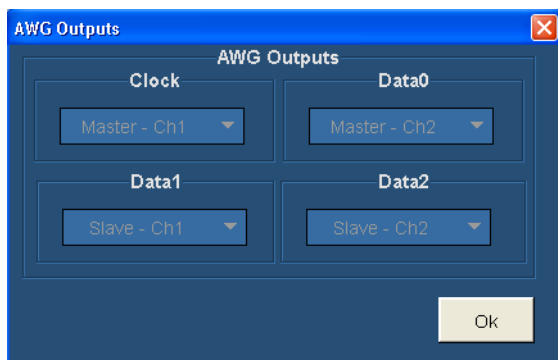 AWG Outputs
AWG Outputs
Clock
Data0
Master - Ch1
Master - Ch2
Data1
Data2
Slave - Ch1
Slave - Ch2
Ok